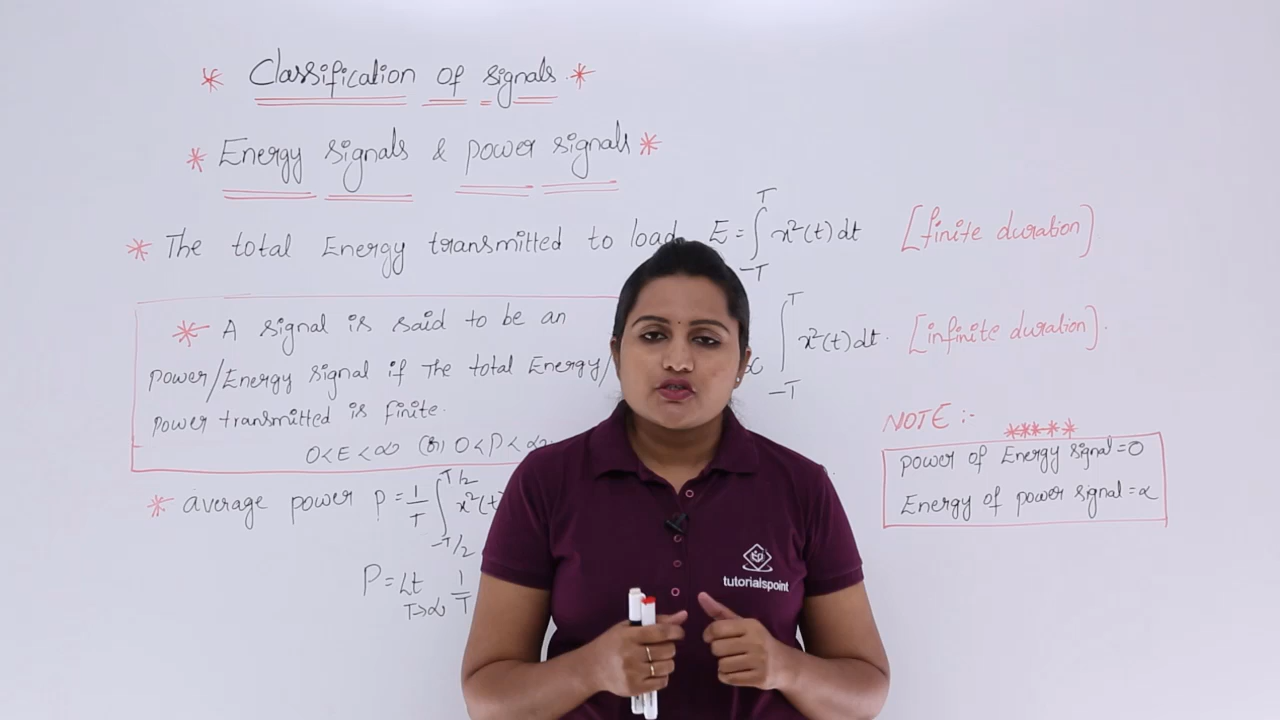 * Classification of signals *
* Energy signals & power signals *
* The total Energy transmitted to load E = ∫_{-T}^{T} x²(t) dt [finite duration]
∫_{-T}^{T} x²(t) dt. [infinite duration].
* A signal is said to be an
power/Energy signal if The total Energy/
power transmitted is finite.
0 < E < ∞ (or) 0 < P < ∞
* average power P = 1/T ∫_{-T/2}^{T/2} x²(t)
P = Lt_{T→∞} 1/T
NOTE :-
*****
power of Energy signal = 0
Energy of power signal = ∝
tutorialspoint